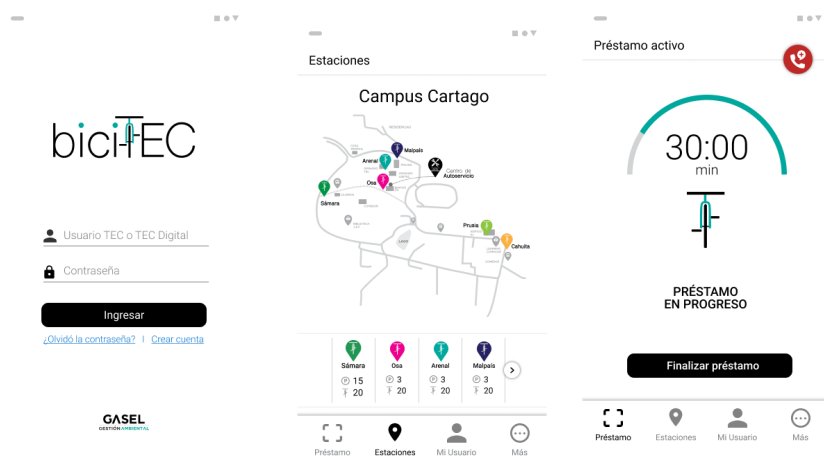 biciTEC
Usuario TEC o TEC Digital
Contraseña
Ingresar
¿Olvidó la contraseña? | Crear cuenta
GASEL
GESTIÓN AMBIENTAL
Estaciones
Campus Cartago
RESIDENCIAS
Malpaís
Arenal
Centro de
Autoservicio
Osa
Sámara
LAGO
Prusia
Cahuita
Sámara
P 15
20
Osa
P 3
20
Arenal
P 3
20
Malpaís
P 3
20
Préstamo
Estaciones
Mi Usuario
Más
Préstamo activo
30:00
min
PRÉSTAMO
EN PROGRESO
Finalizar préstamo
Préstamo
Estaciones
Mi Usuario
Más